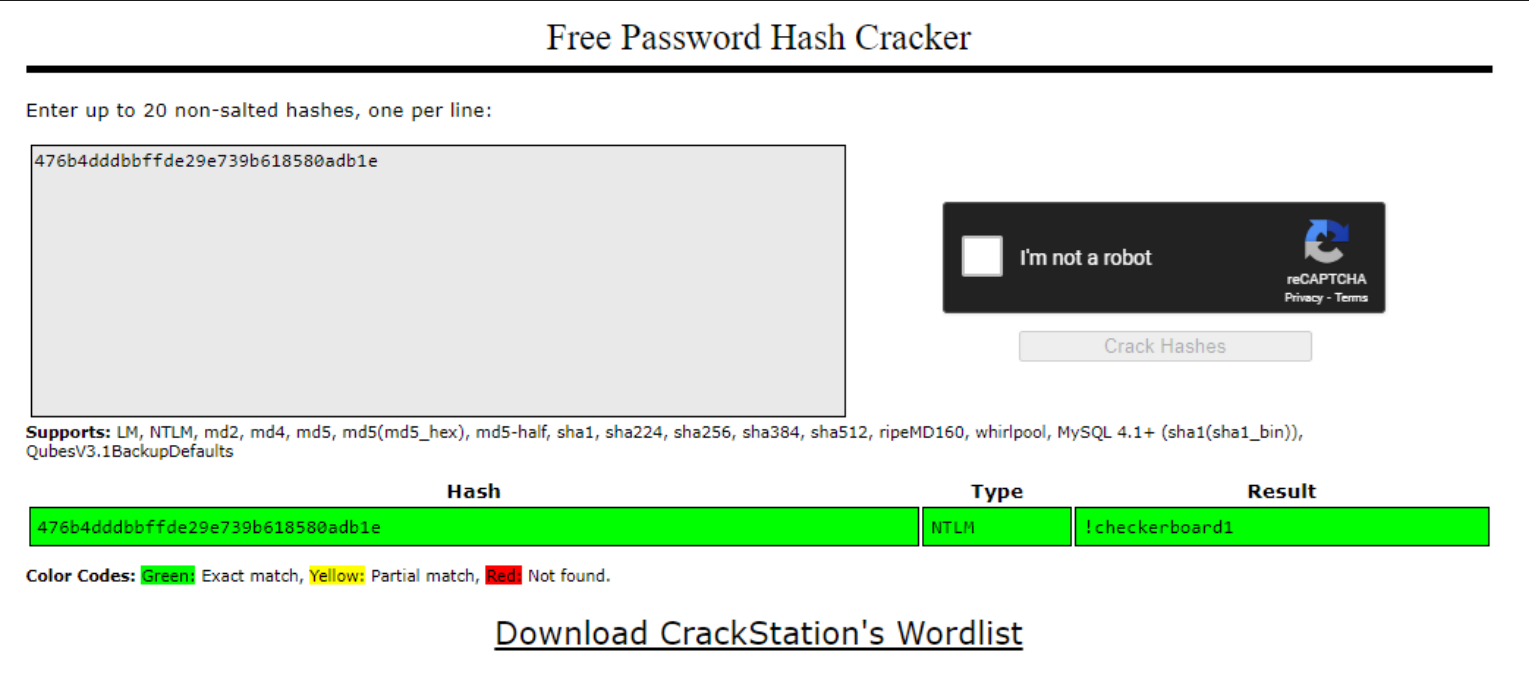 Free Password Hash Cracker
Enter up to 20 non-salted hashes, one per line:
476b4dddbbffde29e739b618580adb1e
I'm not a robot
reCAPTCHA
Privacy - Terms
Crack Hashes
Supports: LM, NTLM, md2, md4, md5, md5(md5_hex), md5-half, sha1, sha224, sha256, sha384, sha512, ripeMD160, whirlpool, MySQL 4.1+ (sha1(sha1_bin)),
QubesV3.1BackupDefaults
Hash Type Result
476b4dddbbffde29e739b618580adb1e NTLM !checkerboard1
Color Codes: Green: Exact match, Yellow: Partial match, Red: Not found.
Download CrackStation's Wordlist